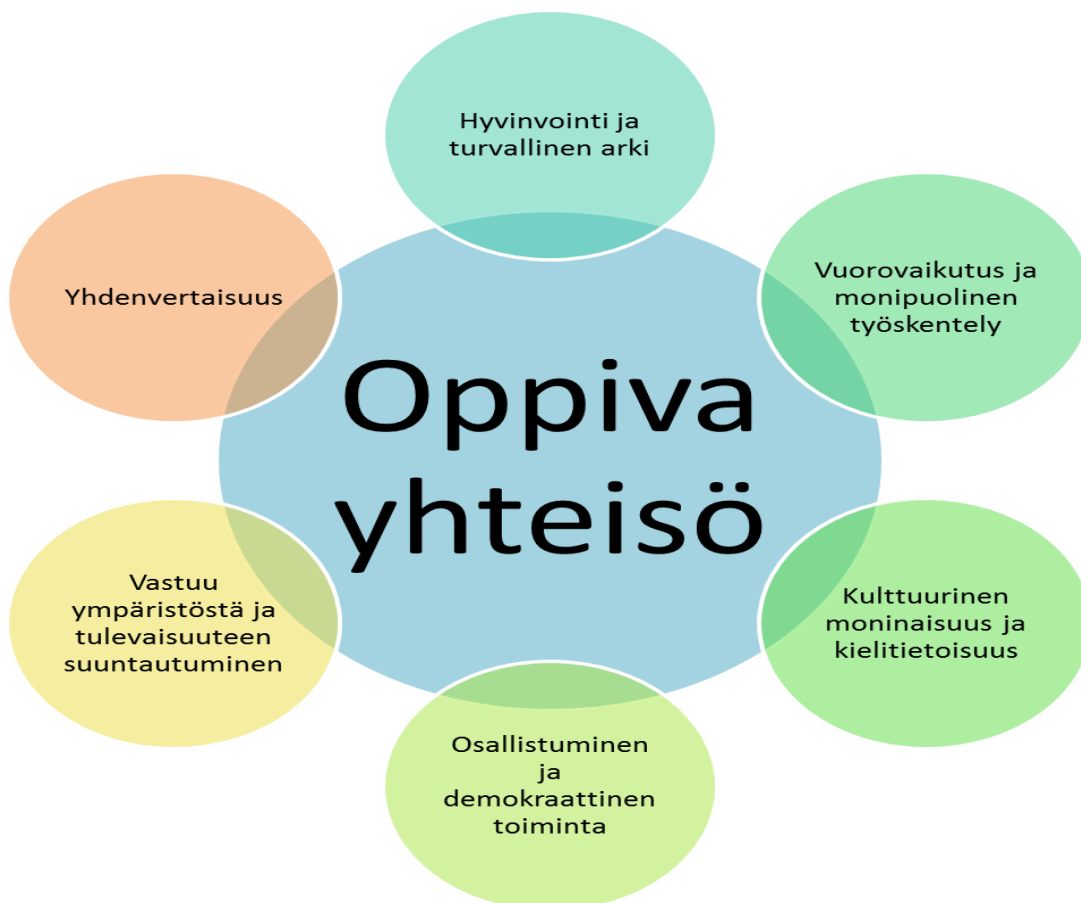 Hyvinvointi ja
turvallinen arki
Vuorovaikutus ja
monipuolinen
työskentely
Kulttuurinen
moninaisuus ja
kielitietoisuus
Osallistuminen
ja
demokraattinen
toiminta
Vastuu
ympäristöstä ja
tulevaisuuteen
suuntautuminen
Yhdenvertaisuus
Oppiva
yhteisö